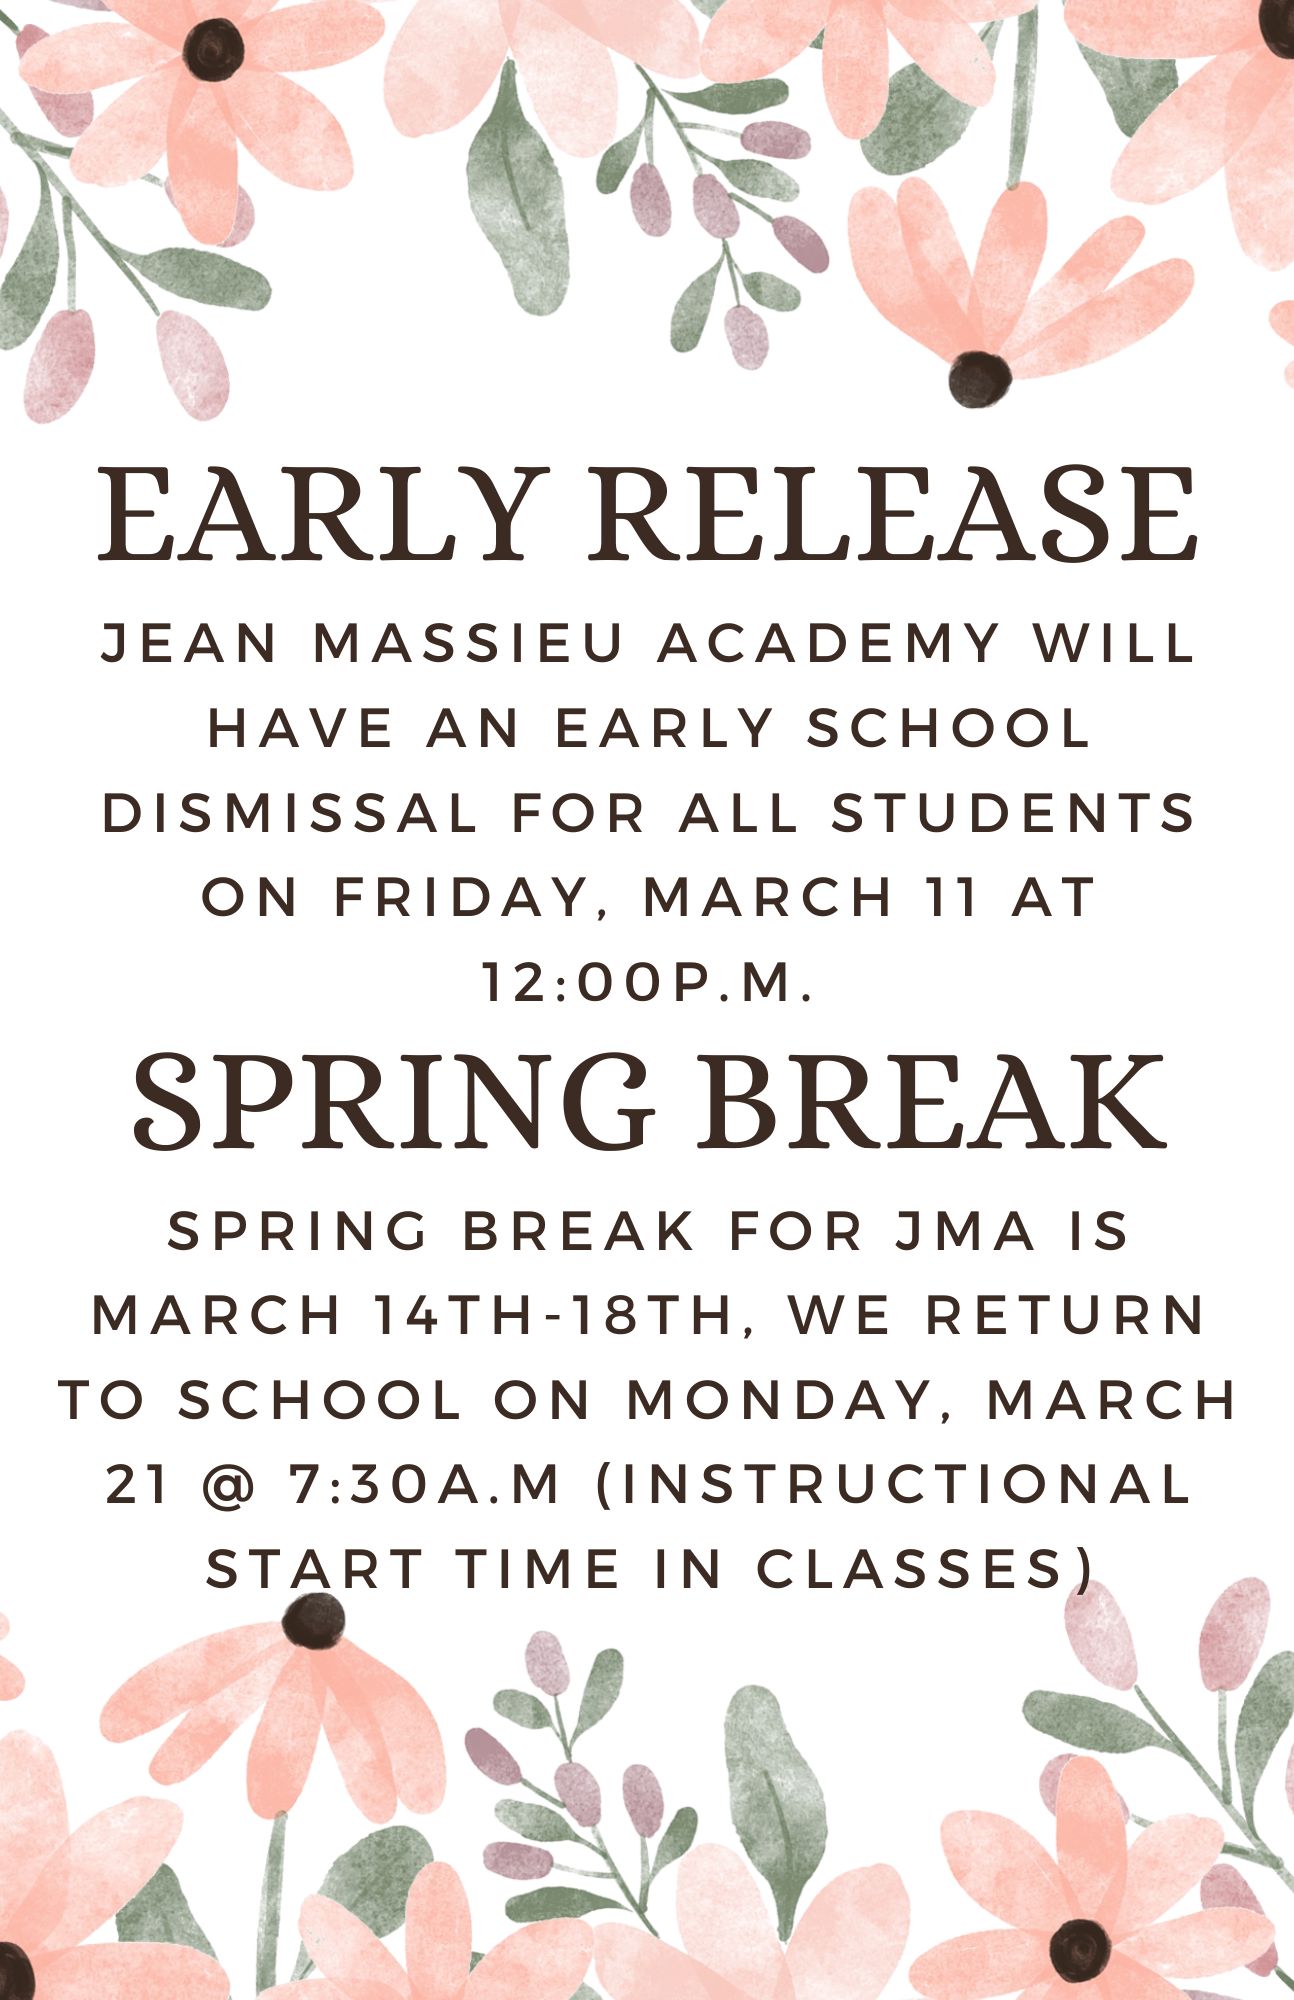 EARLY RELEASE
JEAN MASSIEU ACADEMY WILL
HAVE AN EARLY SCHOOL
DISMISSAL FOR ALL STUDENTS
ON FRIDAY, MARCH 11 AT
12:00P.M.
SPRING BREAK
SPRING BREAK FOR JMA IS
MARCH 14TH-18TH, WE RETURN
TO SCHOOL ON MONDAY, MARCH
21 @ 7:30A.M (INSTRUCTIONAL
START TIME IN CLASSES)